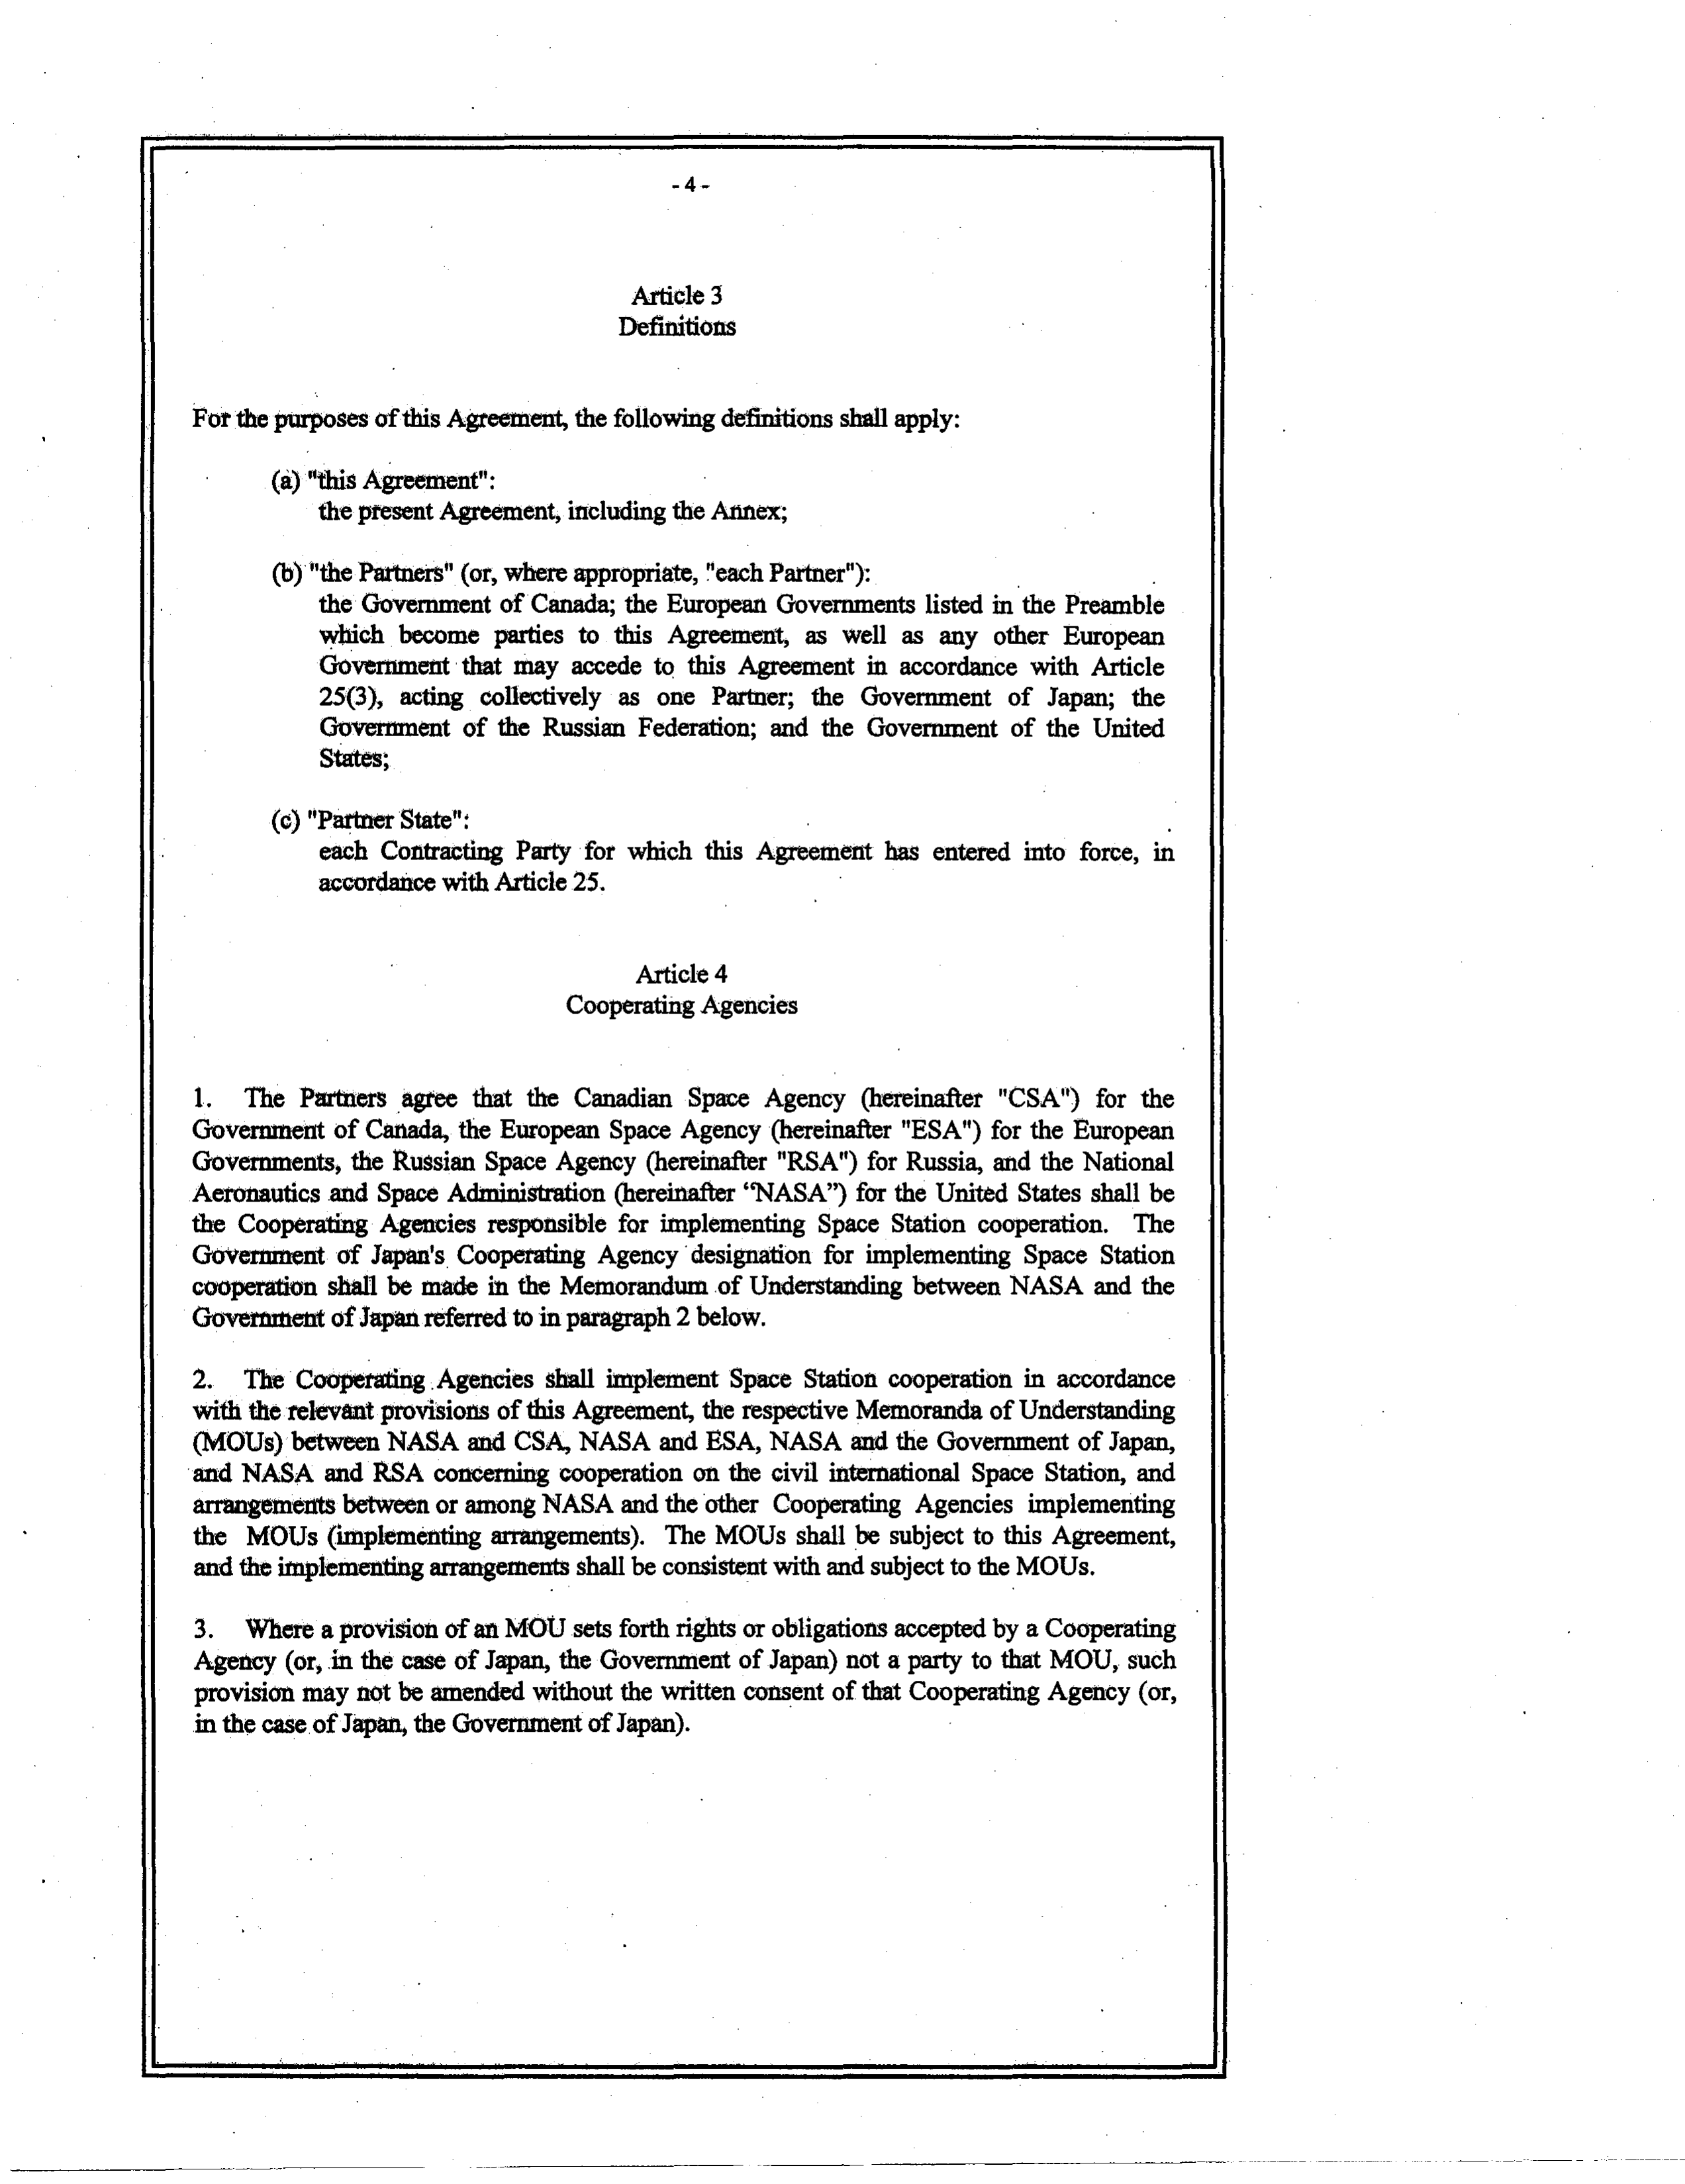 - 4 -
Article 3
Definitions
For the purposes of this Agreement, the following definitions shall apply:
(a) "this Agreement":
the present Agreement, including the Annex;
(b) "the Partners" (or, where appropriate, "each Partner"):
the Government of Canada; the European Governments listed in the Preamble
which become parties to this Agreement, as well as any other European
Government that may accede to this Agreement in accordance with Article
25(3), acting collectively as one Partner; the Government of Japan; the
Government of the Russian Federation; and the Government of the United
States;
(c) "Partner State":
each Contracting Party for which this Agreement has entered into force, in
accordance with Article 25.
Article 4
Cooperating Agencies
1. The Partners agree that the Canadian Space Agency (hereinafter "CSA") for the
Government of Canada, the European Space Agency (hereinafter "ESA") for the European
Governments, the Russian Space Agency (hereinafter "RSA") for Russia, and the National
Aeronautics and Space Administration (hereinafter “NASA”) for the United States shall be
the Cooperating Agencies responsible for implementing Space Station cooperation. The
Government of Japan's Cooperating Agency designation for implementing Space Station
cooperation shall be made in the Memorandum of Understanding between NASA and the
Government of Japan referred to in paragraph 2 below.
2. The Cooperating Agencies shall implement Space Station cooperation in accordance
with the relevant provisions of this Agreement, the respective Memoranda of Understanding
(MOUs) between NASA and CSA, NASA and ESA, NASA and the Government of Japan,
and NASA and RSA concerning cooperation on the civil international Space Station, and
arrangements between or among NASA and the other Cooperating Agencies implementing
the MOUs (implementing arrangements). The MOUs shall be subject to this Agreement,
and the implementing arrangements shall be consistent with and subject to the MOUs.
3. Where a provision of an MOU sets forth rights or obligations accepted by a Cooperating
Agency (or, in the case of Japan, the Government of Japan) not a party to that MOU, such
provision may not be amended without the written consent of that Cooperating Agency (or,
in the case of Japan, the Government of Japan).